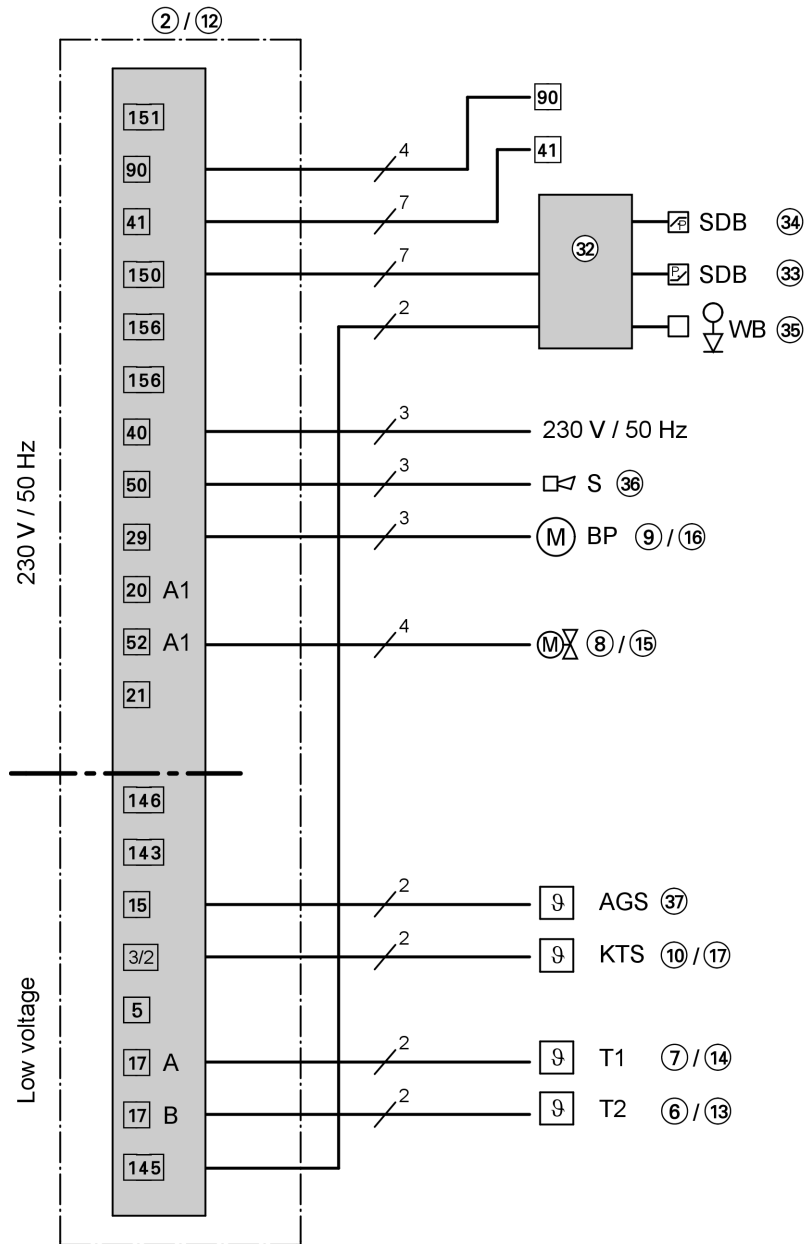 ② / ⑫
151
90
41
150
156
156
40
50
29
20 A1
52 A1
21
146
143
15
3/2
5
17 A
17 B
145
230 V / 50 Hz
Low voltage
4
7
7
2
3
3
3
4
2
2
2
2
90
41
㉜
P SDB ㉞
P SDB ㉝
WB ㉟
230 V / 50 Hz
S ㊱
M BP ⑨ / ⑯
M ⑧ / ⑮
ϑ AGS ㊲
ϑ KTS ⑩ / ⑰
ϑ T1 ⑦ / ⑭
ϑ T2 ⑥ / ⑬